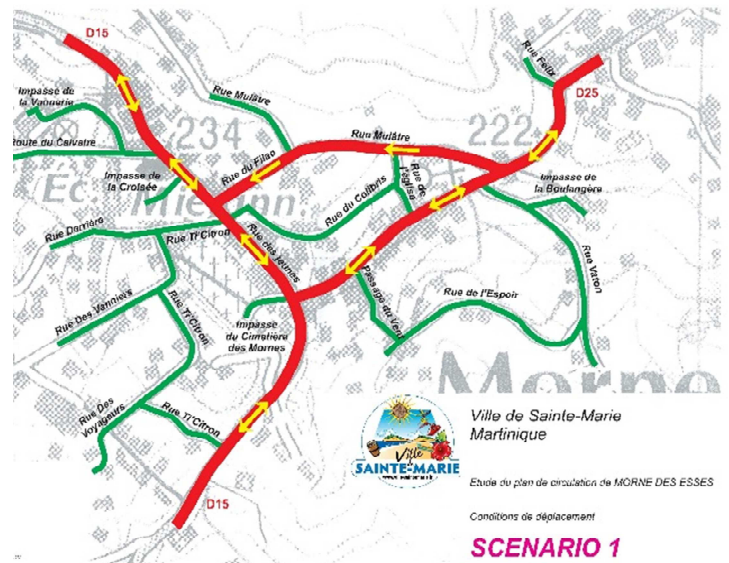 D15
Rue Felix
D25
Impasse de
la Vannerie
Rue Mulâtre
Route du Calvaire
234
Rue Mulâtre
222
Rue du Filao
Impasse de
la Croisée
Rue de
l'Eglise
Impasse de
la Boulangère
Ec.
Rue du Colibris
Rue Derrière
Rue Ti'Citron
Rue des Jeunes
Rue Vaton
Passage du Vent
Rue de l'Espoir
Rue Des Vanniers
Rue Ti'Citron
Impasse
du Cimetière
des Mornes
Morne
Rue Des
Voyageurs
Rue Ti'Citron
D15
Ville
SAINTE-MARIE
Ville de Sainte-Marie
Martinique
Etude du plan de circulation de MORNE DES ESSES
Conditions de déplacement
SCENARIO 1